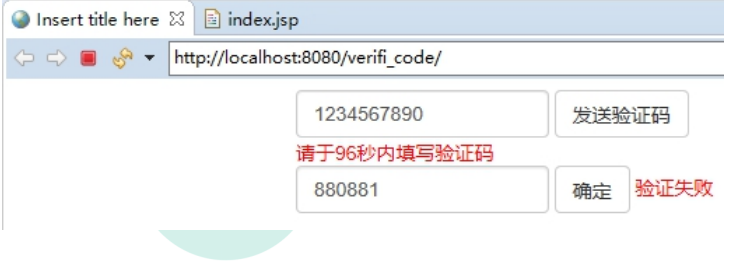 Insert title here index.jsp
http://localhost:8080/verifi_code/
1234567890 发送验证码
请于96秒内填写验证码
880881 确定 验证失败